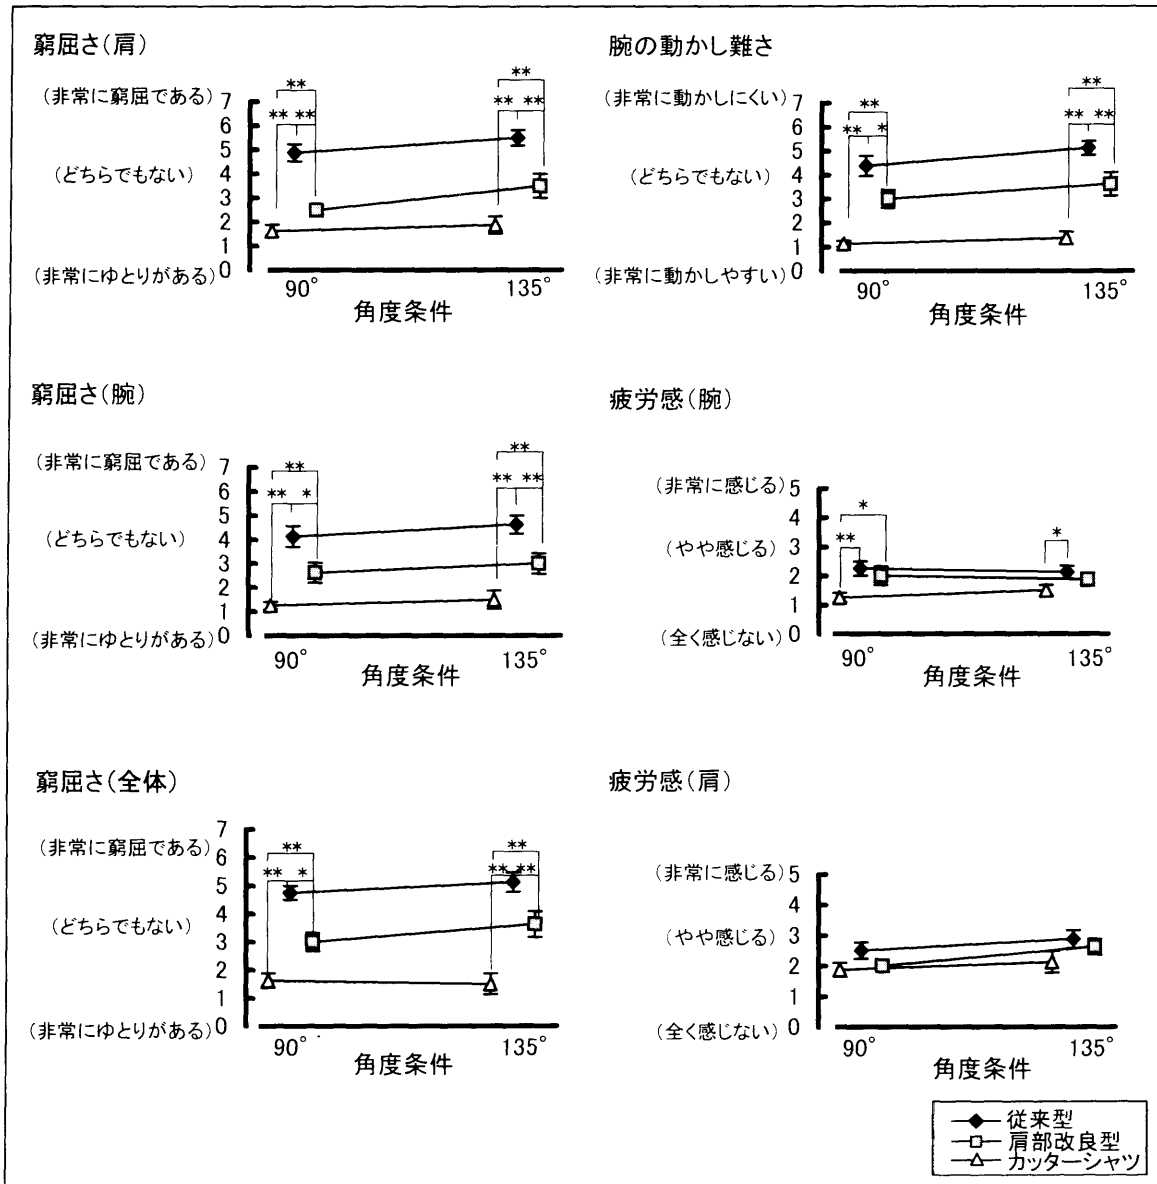 窮屈さ(肩)
(非常に窮屈である)
(どちらでもない)
(非常にゆとりがある)
7
6
5
4
3
2
1
0
**
** **
**
** **
90°
135°
角度条件
腕の動かし難さ
(非常に動かしにくい)
(どちらでもない)
(非常に動かしやすい)
7
6
5
4
3
2
1
0
**
** *
**
** **
90°
135°
角度条件
窮屈さ(腕)
(非常に窮屈である)
(どちらでもない)
(非常にゆとりがある)
7
6
5
4
3
2
1
0
**
** *
**
** **
90°
135°
角度条件
疲労感(腕)
(非常に感じる)
(やや感じる)
(全く感じない)
5
4
3
2
1
0
*
**
*
90°
135°
角度条件
窮屈さ(全体)
(非常に窮屈である)
(どちらでもない)
(非常にゆとりがある)
7
6
5
4
3
2
1
0
**
** *
**
** **
90°
135°
角度条件
疲労感(肩)
(非常に感じる)
(やや感じる)
(全く感じない)
5
4
3
2
1
0
90°
135°
角度条件
従来型
肩部改良型
カッターシャツ